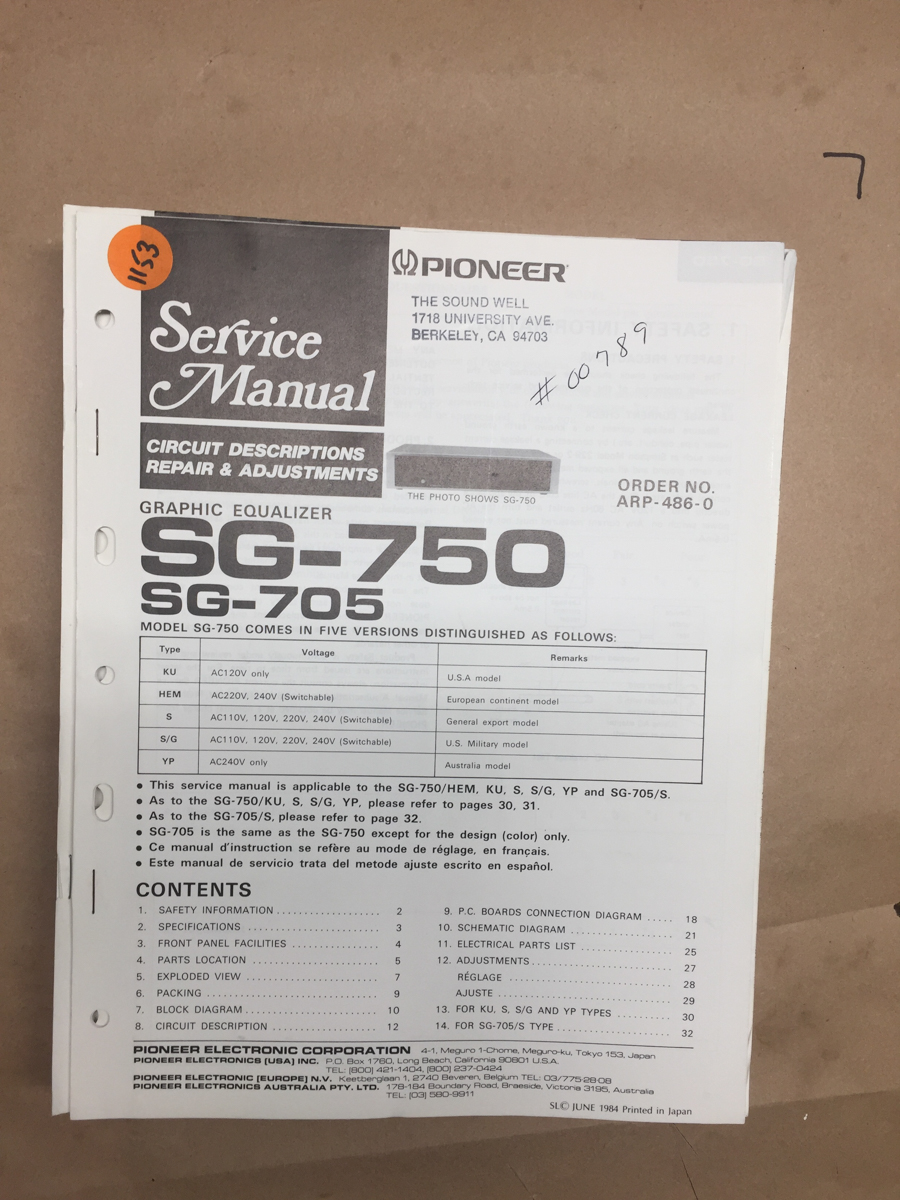 1153
PIONEER
Service
Manual
THE SOUND WELL
1718 UNIVERSITY AVE.
BERKELEY, CA 94703
#00789
CIRCUIT DESCRIPTIONS
REPAIR & ADJUSTMENTS
THE PHOTO SHOWS SG-750
ORDER NO.
ARP-486-0
GRAPHIC EQUALIZER
SG-750
SG-705
MODEL SG-750 COMES IN FIVE VERSIONS DISTINGUISHED AS FOLLOWS:
Type Voltage Remarks
KU AC120V only U.S.A model
HEM AC220V, 240V (Switchable) European continent model
S AC110V, 120V, 220V, 240V (Switchable) General export model
S/G AC110V, 120V, 220V, 240V (Switchable) U.S. Military model
YP AC240V only Australia model
• This service manual is applicable to the SG-750/HEM, KU, S, S/G, YP and SG-705/S.
• As to the SG-750/KU, S, S/G, YP, please refer to pages 30, 31.
• As to the SG-705/S, please refer to page 32.
• SG-705 is the same as the SG-750 except for the design (color) only.
• Ce manual d'instruction se refère au mode de réglage, en français.
• Este manual de servicio trata del metode ajuste escrito en español.
CONTENTS
1. SAFETY INFORMATION .................. 2
2. SPECIFICATIONS ....................... 3
3. FRONT PANEL FACILITIES ............... 4
4. PARTS LOCATION ...................... 5
5. EXPLODED VIEW ....................... 7
6. PACKING .............................. 9
7. BLOCK DIAGRAM ........................ 10
8. CIRCUIT DESCRIPTION .................. 12
9. P.C. BOARDS CONNECTION DIAGRAM ..... 18
10. SCHEMATIC DIAGRAM .................. 21
11. ELECTRICAL PARTS LIST ................ 25
12. ADJUSTMENTS ........................ 27
RÉGLAGE ............................ 28
AJUSTE .............................. 29
13. FOR KU, S, S/G AND YP TYPES .......... 30
14. FOR SG-705/S TYPE .................... 32
PIONEER ELECTRONIC CORPORATION 4-1, Meguro 1-Chome, Meguro-ku, Tokyo 153, Japan
PIONEER ELECTRONICS [USA] INC. P.O. Box 1760, Long Beach, California 90801 U.S.A.
TEL: [800] 421-1404, [800] 237-0424
PIONEER ELECTRONIC [EUROPE] N.V. Keetberglaan 1, 2740 Beveren, Belgium TEL: 03/775·28·08
PIONEER ELECTRONICS AUSTRALIA PTY. LTD. 178-184 Boundary Road, Braeside, Victoria 3195, Australia
TEL: [03] 580-9911
SL© JUNE 1984 Printed in Japan